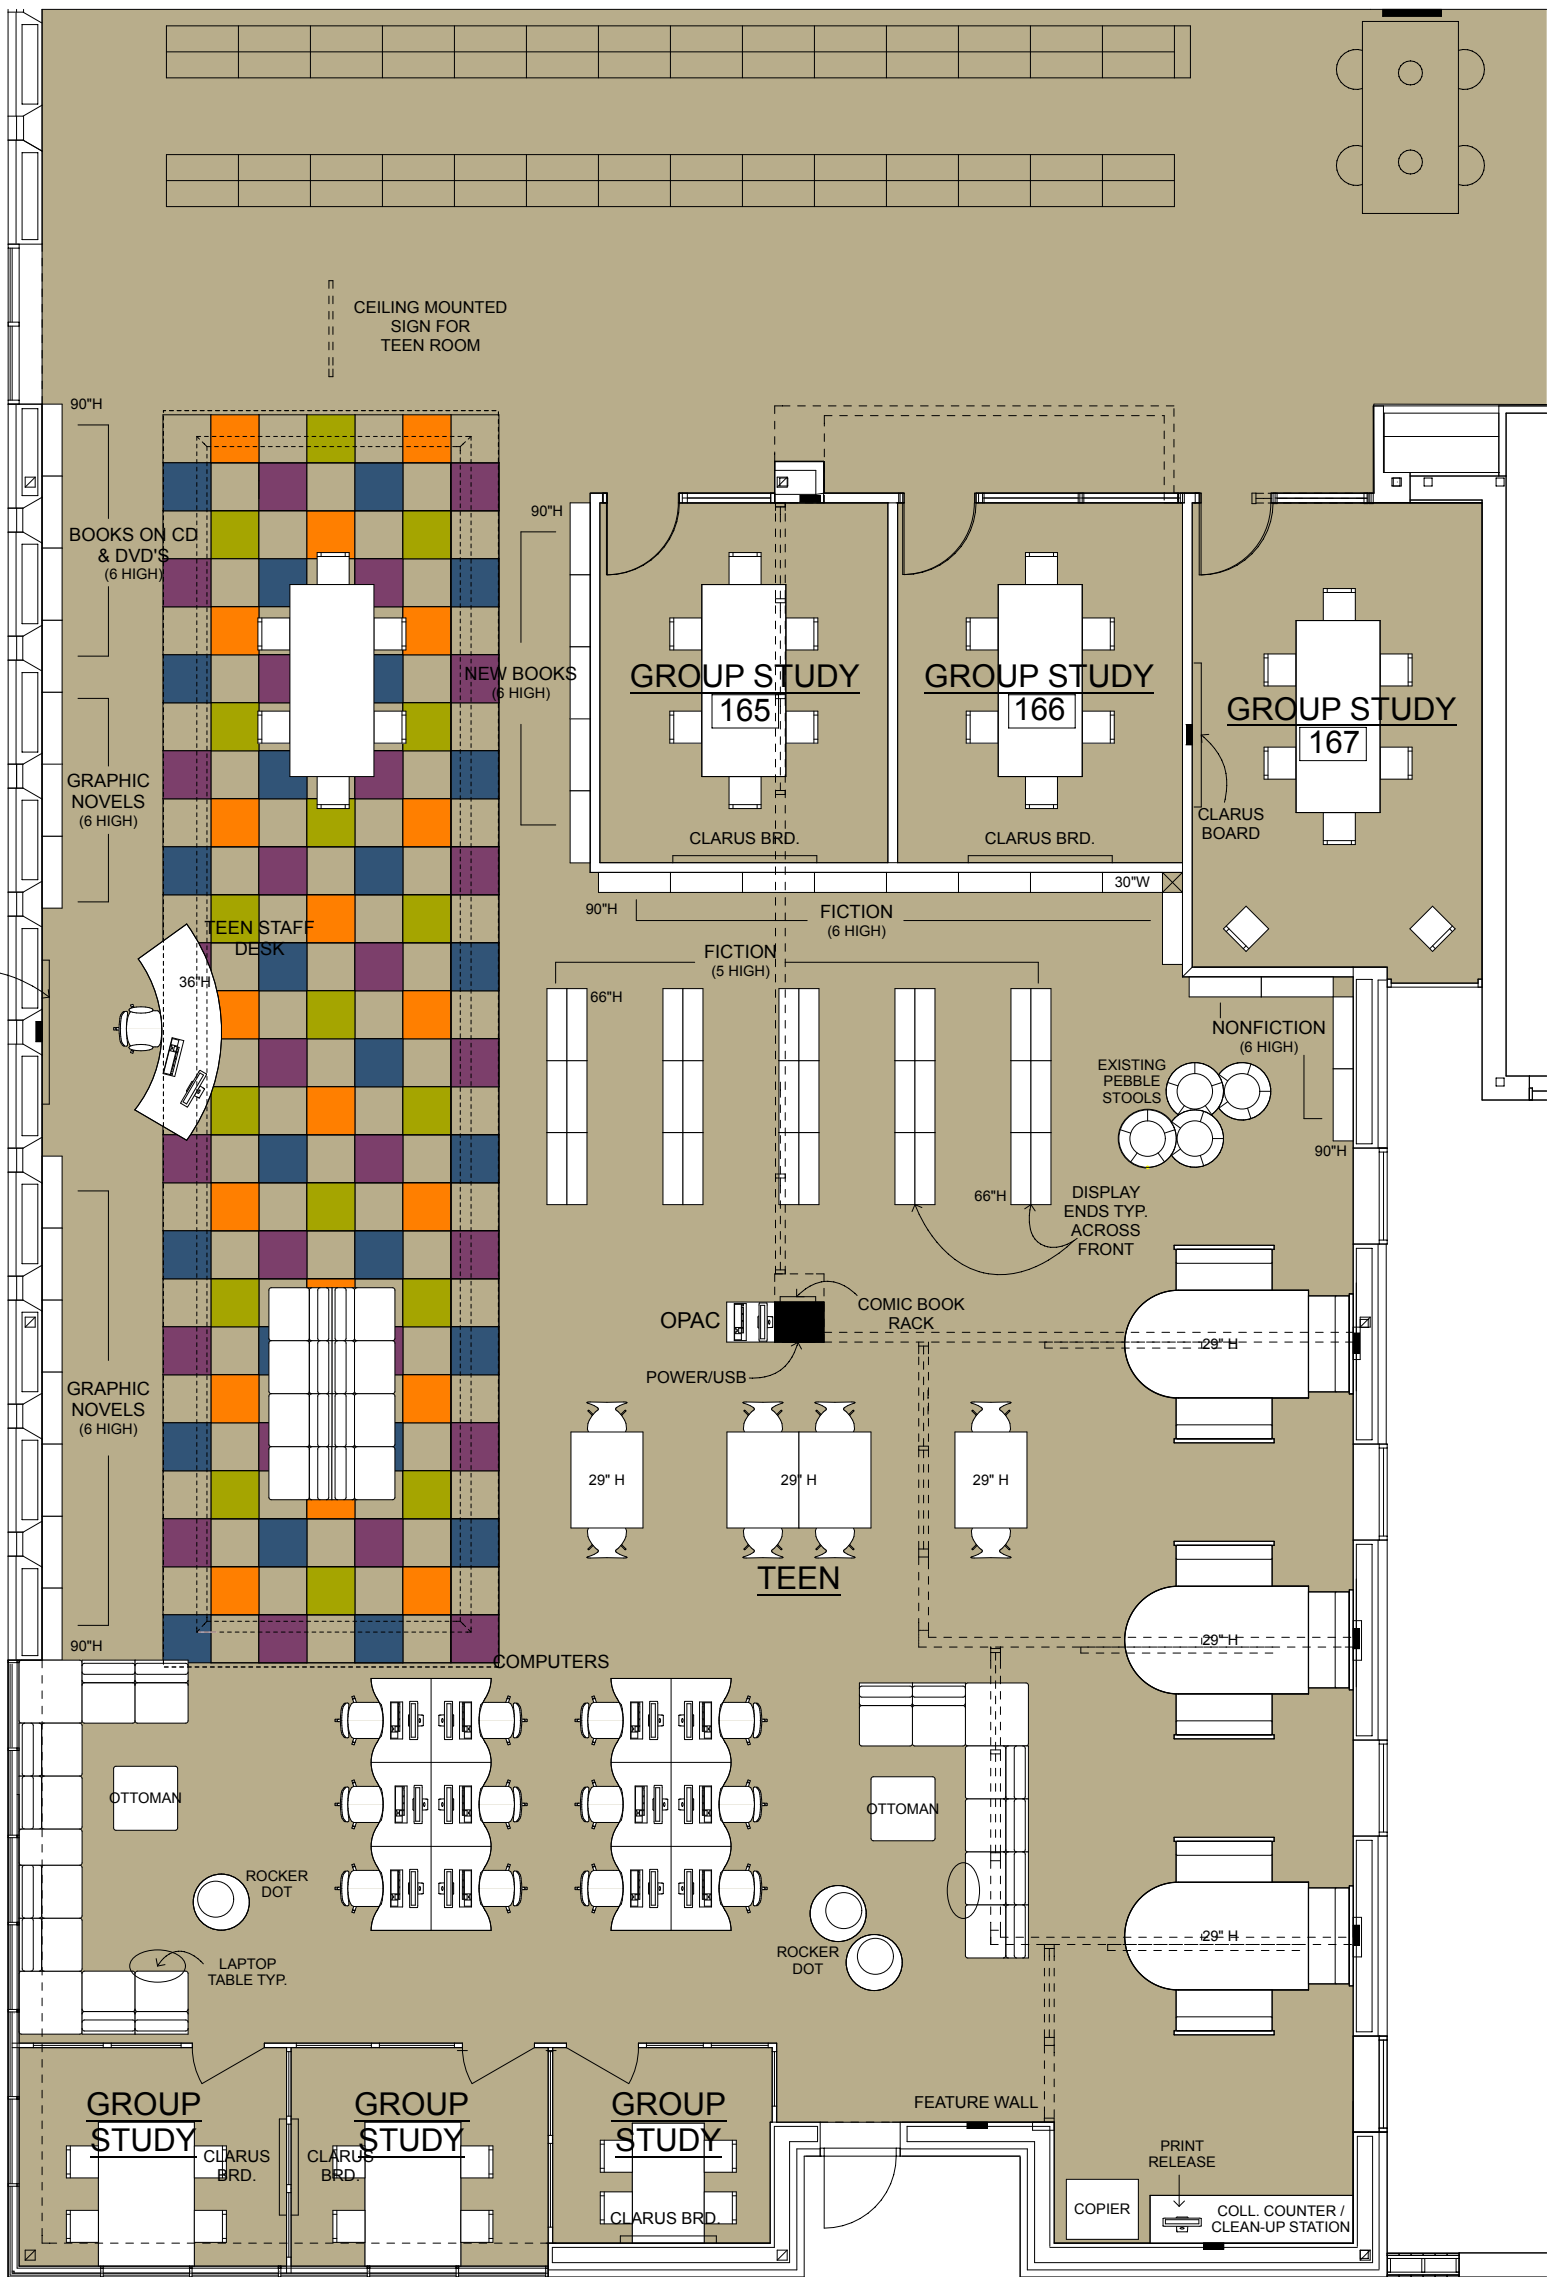 CEILING MOUNTED
SIGN FOR
TEEN ROOM
90"H
BOOKS ON CD
& DVD'S
(6 HIGH)
90"H
NEW BOOKS
(6 HIGH)
GROUP STUDY
165
GROUP STUDY
166
GROUP STUDY
167
GRAPHIC
NOVELS
(6 HIGH)
CLARUS BRD.
CLARUS BRD.
CLARUS
BOARD
30"W
90"H
FICTION
(6 HIGH)
TEEN STAFF
DESK
36"H
FICTION
(5 HIGH)
66"H
NONFICTION
(6 HIGH)
EXISTING
PEBBLE
STOOLS
90"H
66"H
DISPLAY
ENDS TYP.
ACROSS
FRONT
OPAC
COMIC BOOK
RACK
POWER/USB
29" H
GRAPHIC
NOVELS
(6 HIGH)
29" H
29" H
29" H
TEEN
90"H
29" H
COMPUTERS
OTTOMAN
OTTOMAN
ROCKER
DOT
LAPTOP
TABLE TYP.
ROCKER
DOT
29" H
GROUP
STUDY
CLARUS
BRD.
GROUP
STUDY
CLARUS
BRD.
GROUP
STUDY
CLARUS BRD.
FEATURE WALL
PRINT
RELEASE
COPIER
COLL. COUNTER /
CLEAN-UP STATION